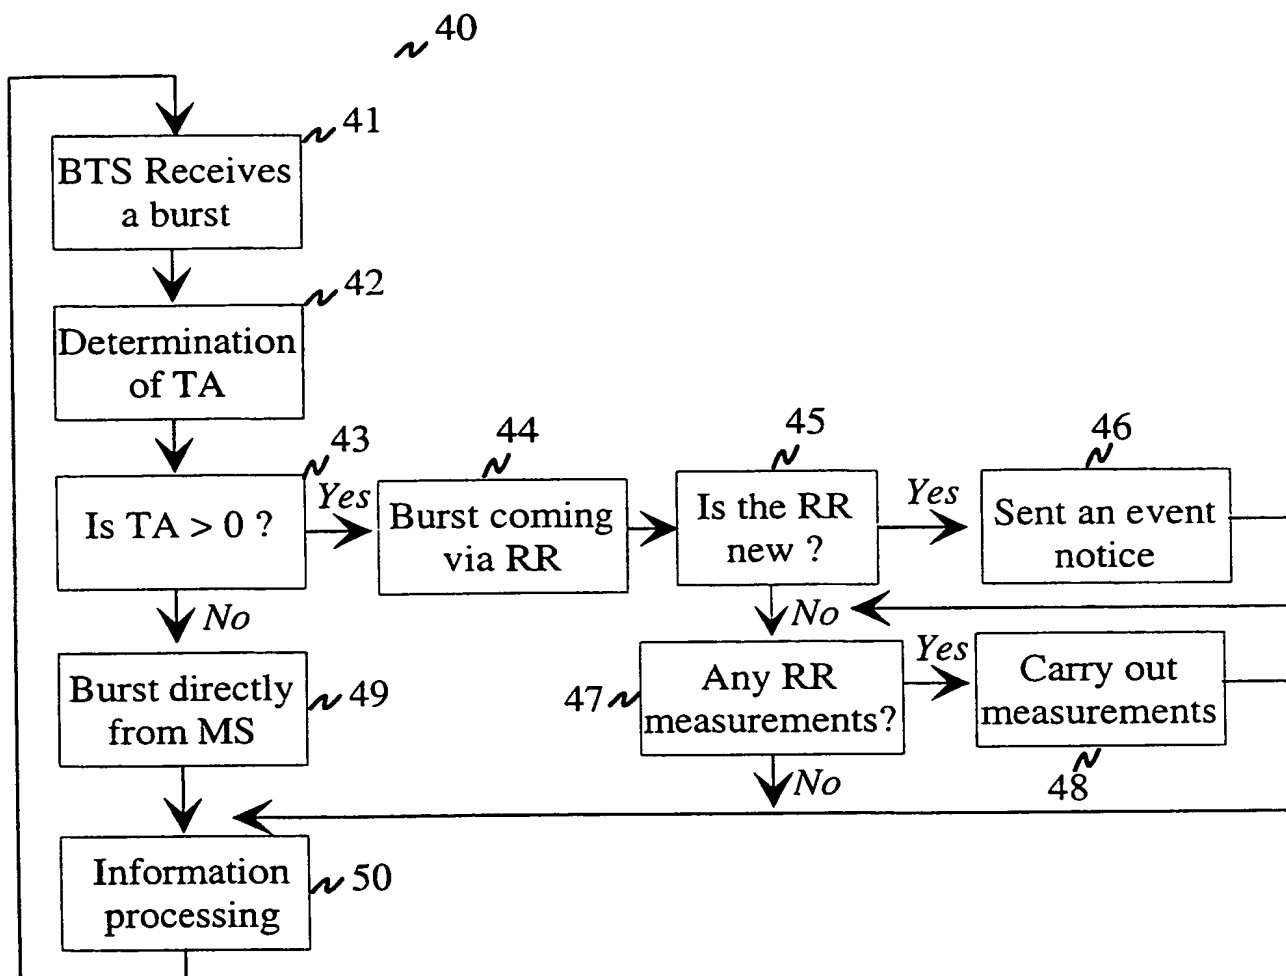 40
41
BTS Receives
a burst
42
Determination
of TA
43
Is TA > 0 ?
Yes
44
Burst coming
via RR
45
Is the RR
new ?
Yes
46
Sent an event
notice
No
No
49
Burst directly
from MS
47
Any RR
measurements?
Yes
Carry out
measurements
48
No
50
Information
processing